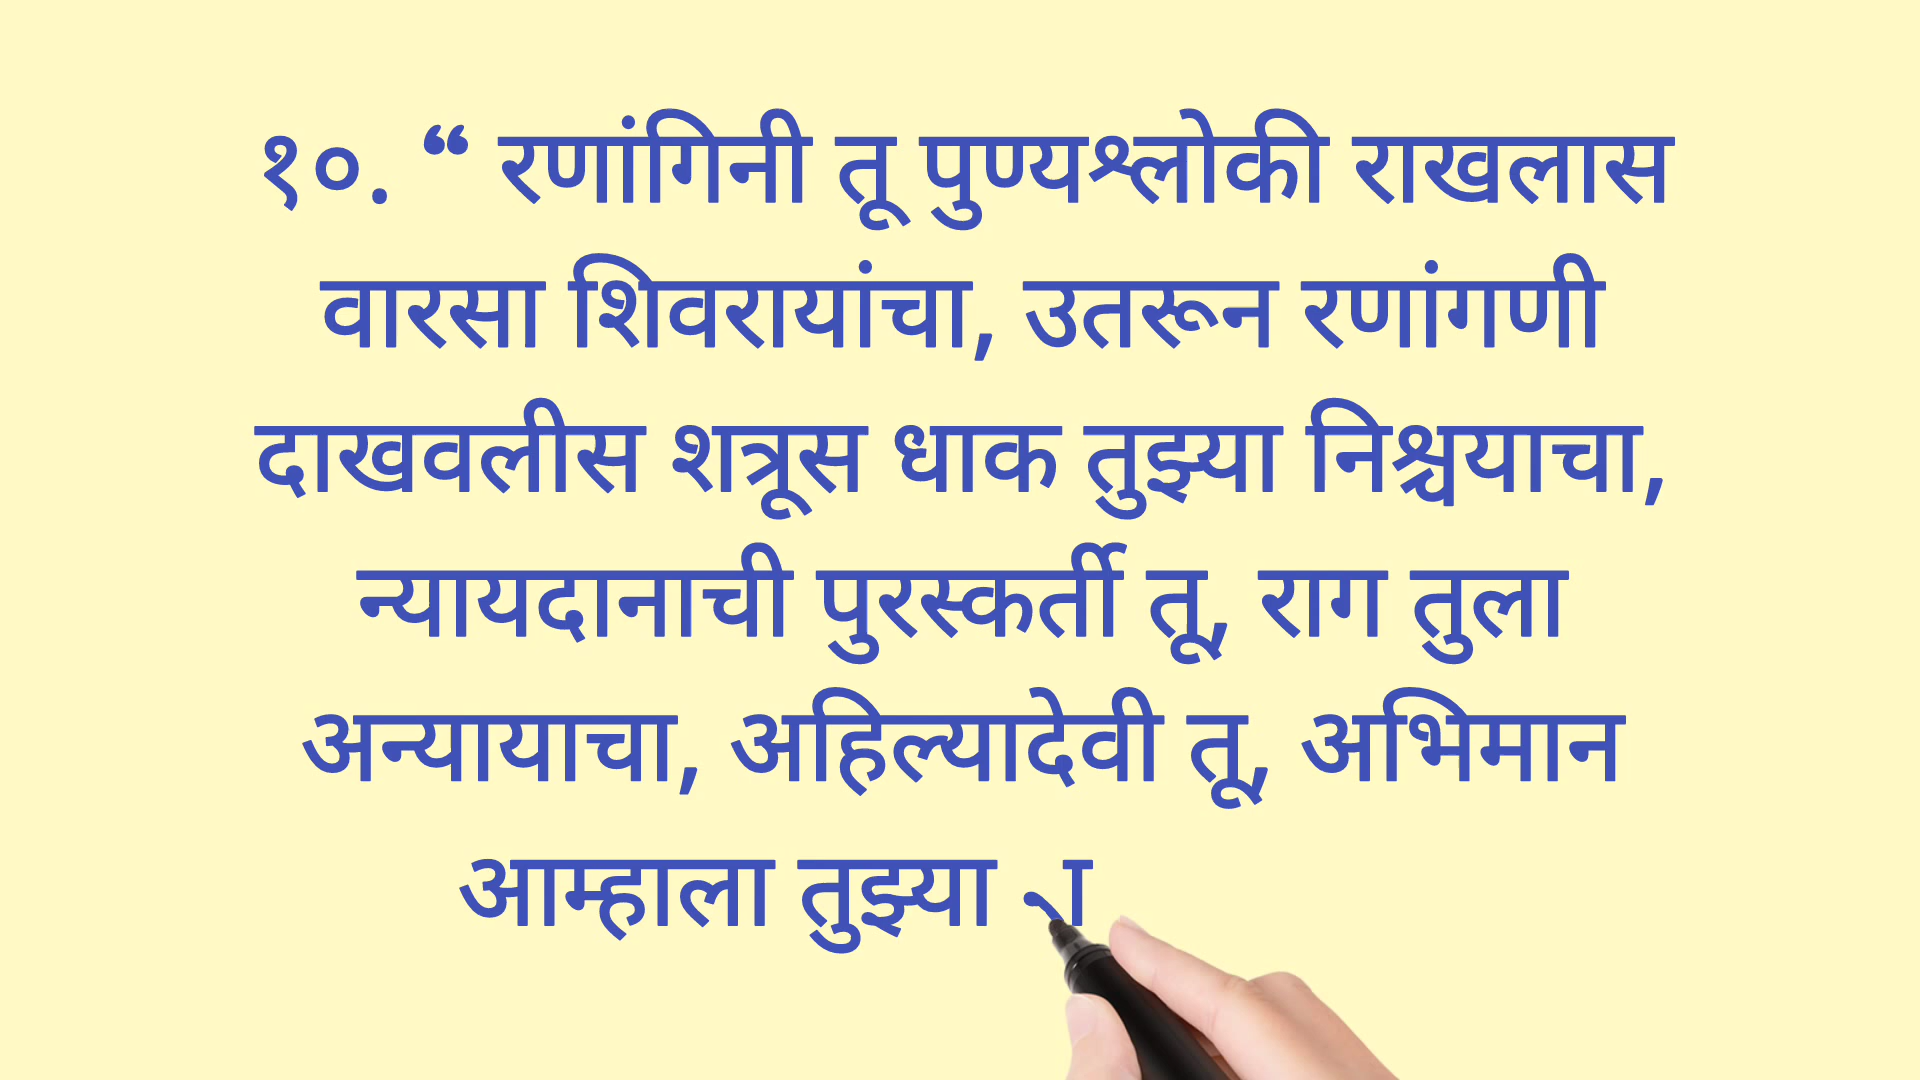 १०. “ रणांगिनी तू पुण्यश्लोकी राखलास
वारसा शिवरायांचा, उतरून रणांगणी
दाखवलीस शत्रूस धाक तुझ्या निश्चयाचा,
न्यायदानाची पुरस्कर्ती तू, राग तुला
अन्यायाचा, अहिल्यादेवी तू, अभिमान
आम्हाला तुझ्या